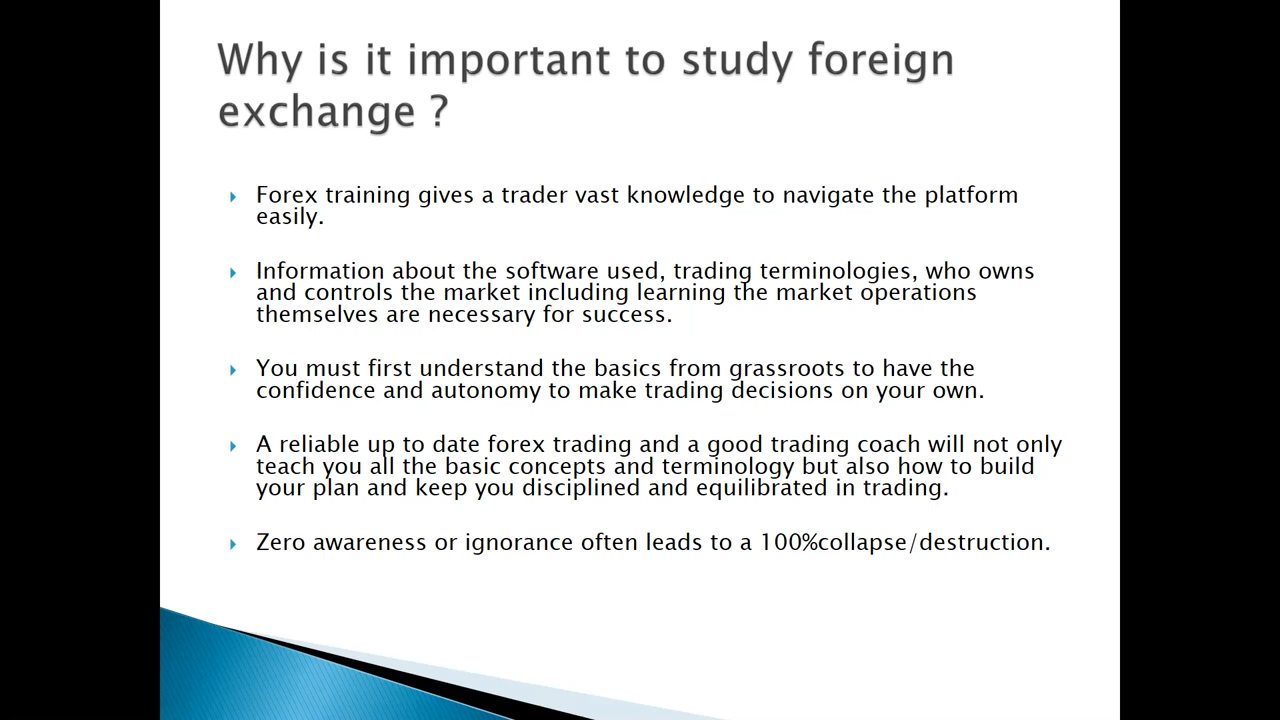 Why is it important to study foreign
exchange ?
Forex training gives a trader vast knowledge to navigate the platform
easily.
Information about the software used, trading terminologies, who owns
and controls the market including learning the market operations
themselves are necessary for success.
You must first understand the basics from grassroots to have the
confidence and autonomy to make trading decisions on your own.
A reliable up to date forex trading and a good trading coach will not only
teach you all the basic concepts and terminology but also how to build
your plan and keep you disciplined and equilibrated in trading.
Zero awareness or ignorance often leads to a 100%collapse/destruction.